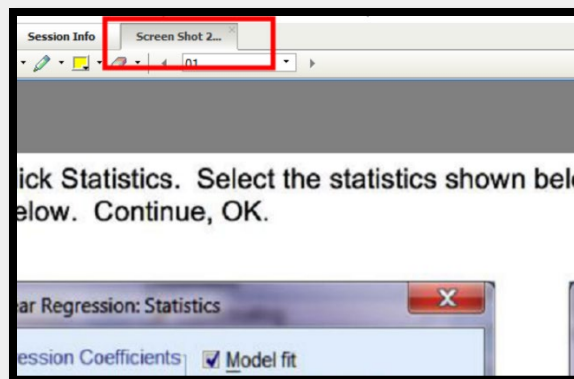 Session Info Screen Shot 2...
01
ick Statistics. Select the statistics shown bel
elow. Continue, OK.
ar Regression: Statistics
ession Coefficients Model fit